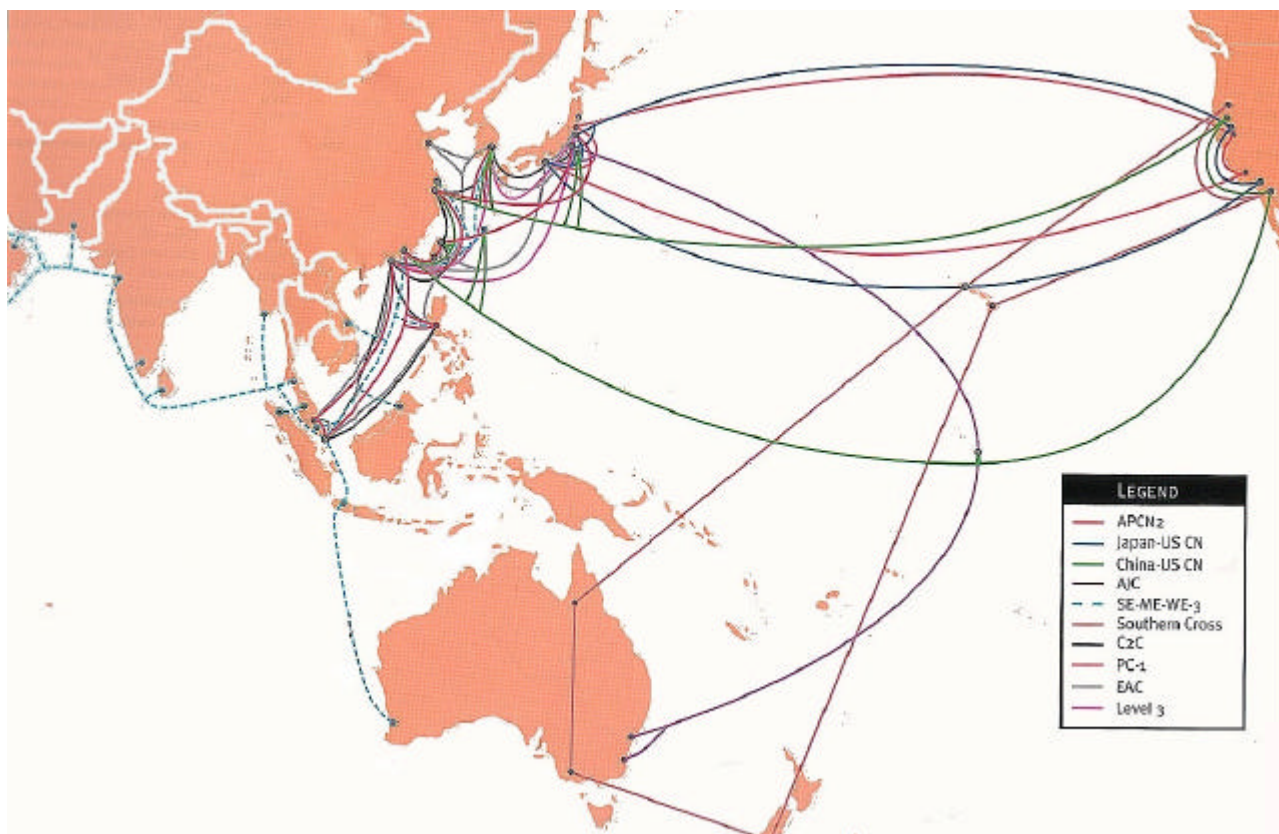 LEGEND
APCN2
Japan-US CN
China-US CN
AJC
SE-ME-WE-3
Southern Cross
C2C
PC-1
EAC
Level 3